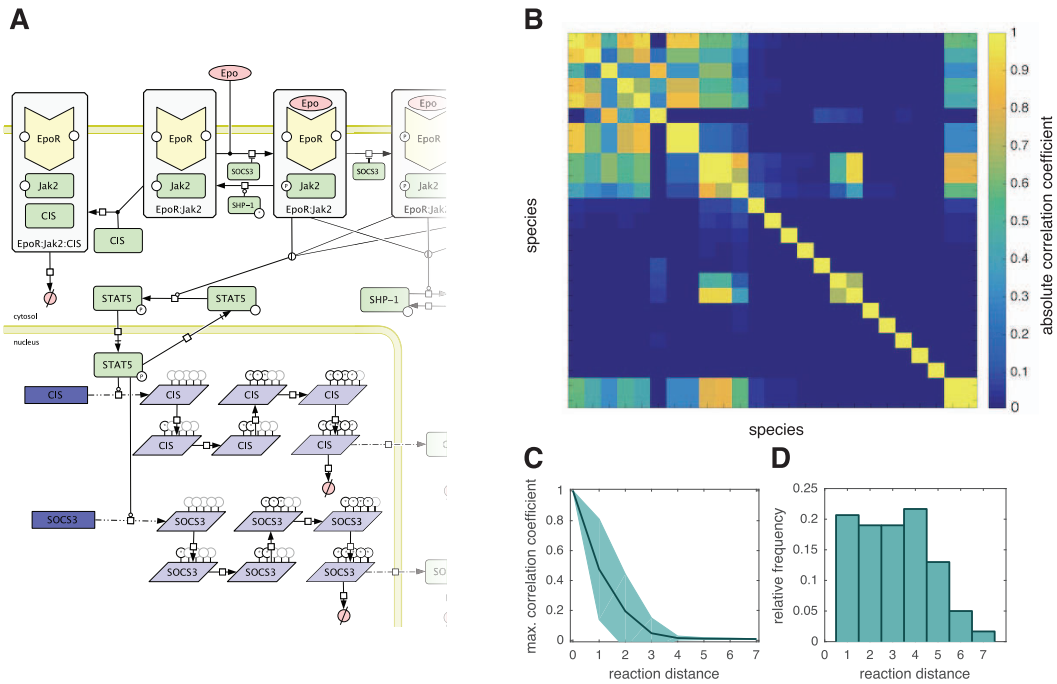 A
Epo
Epo
Epo
EpoR
EpoR
EpoR
EpoR
SOCS3
SOCS3
Jak2
Jak2
Jak2
Jak2
P
P
P
SHP-1
CIS
EpoR:Jak2
EpoR:Jak2
EpoR:Jak2
EpoR:Jak2:CIS
CIS
STAT5
STAT5
SHP-1
P
cytosol
nucleus
STAT5
P
CIS
CIS
CIS
CIS
CIS
CIS
CIS
SOCS3
SOCS3
SOCS3
SOCS3
SOCS3
SOCS3
SOCS3
B
species
species
1
0.9
0.8
0.7
0.6
0.5
0.4
0.3
0.2
0.1
0
absolute correlation coefficient
C
max. correlation coefficient
1
0.8
0.6
0.4
0.2
0
0 1 2 3 4 5 6 7
reaction distance
D
relative frequency
0.25
0.2
0.15
0.1
0.05
0
0 1 2 3 4 5 6 7
reaction distance